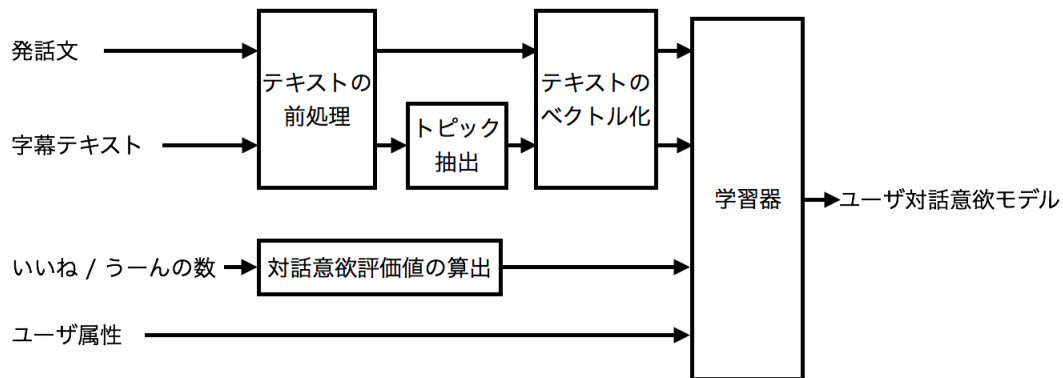 発話文
テキストの
前処理
テキストの
ベクトル化
字幕テキスト
トピック
抽出
学習器
ユーザ対話意欲モデル
いいね / うーんの数
対話意欲評価値の算出
ユーザ属性